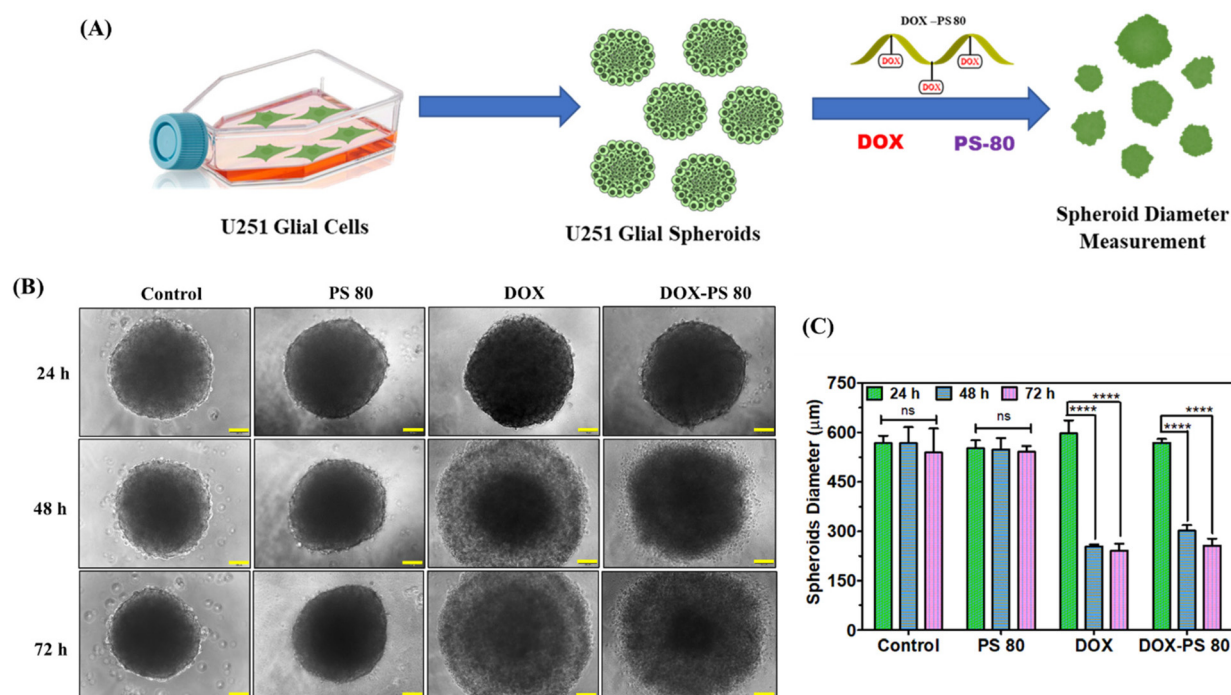 (A)
DOX –PS 80
DOX
DOX
DOX
DOX
PS-80
U251 Glial Cells
U251 Glial Spheroids
Spheroid Diameter
Measurement
(B)
Control
PS 80
DOX
DOX-PS 80
24 h
48 h
72 h
(C)
Spheroids Diameter (μm)
750
600
450
300
150
0
24 h
48 h
72 h
ns
ns
****
****
****
****
Control
PS 80
DOX
DOX-PS 80